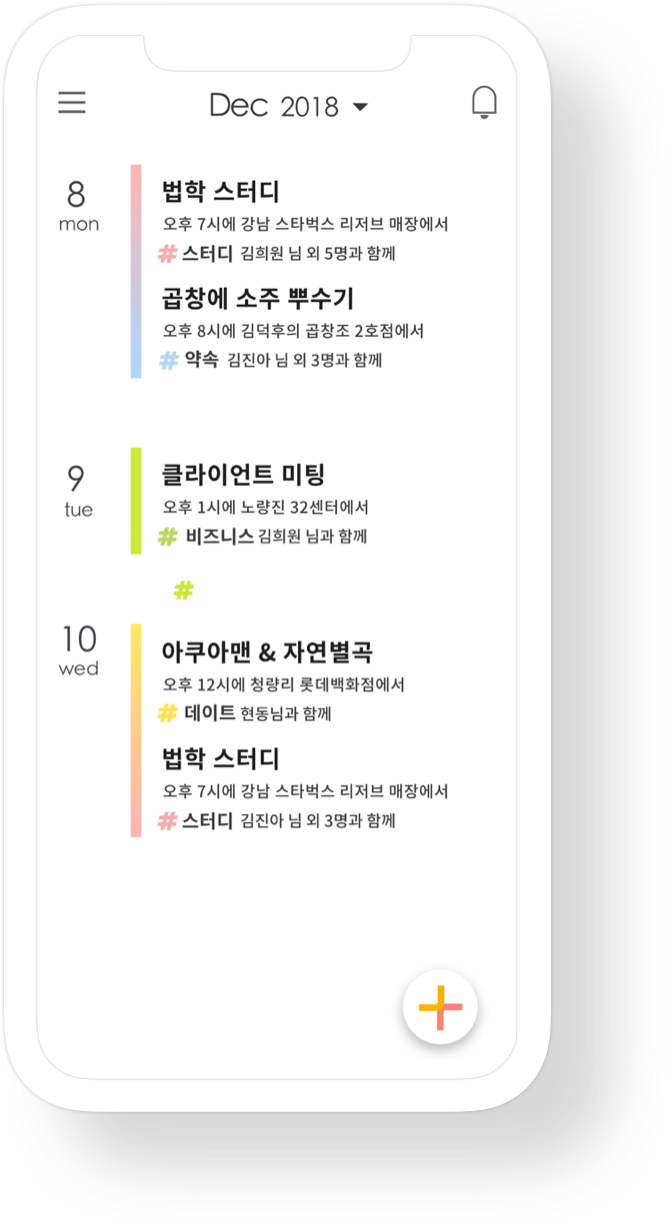 Dec 2018
8
mon
법학 스터디
오후 7시에 강남 스타벅스 리저브 매장에서
# 스터디 김희원 님 외 5명과 함께
곱창에 소주 뿌수기
오후 8시에 김덕후의 곱창조 2호점에서
# 약속 김진아 님 외 3명과 함께
9
tue
클라이언트 미팅
오후 1시에 노량진 32센터에서
# 비즈니스 김희원 님과 함께
#
10
wed
아쿠아맨 & 자연별곡
오후 12시에 청량리 롯데백화점에서
# 데이트 현동님과 함께
법학 스터디
오후 7시에 강남 스타벅스 리저브 매장에서
# 스터디 김진아 님 외 3명과 함께